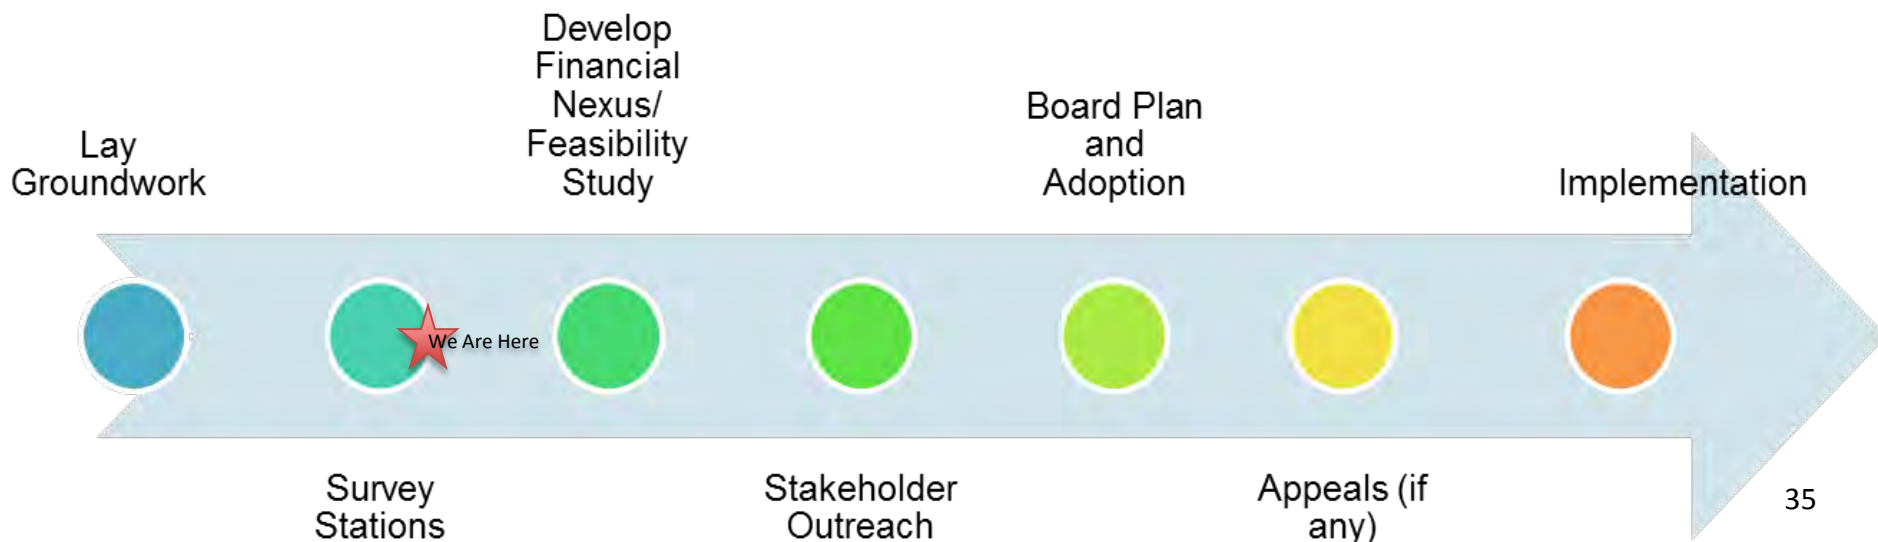 Lay
Groundwork
Develop
Financial
Nexus/
Feasibility
Study
Board Plan
and
Adoption
Implementation
We Are Here
Survey
Stations
Stakeholder
Outreach
Appeals (if
any)
35